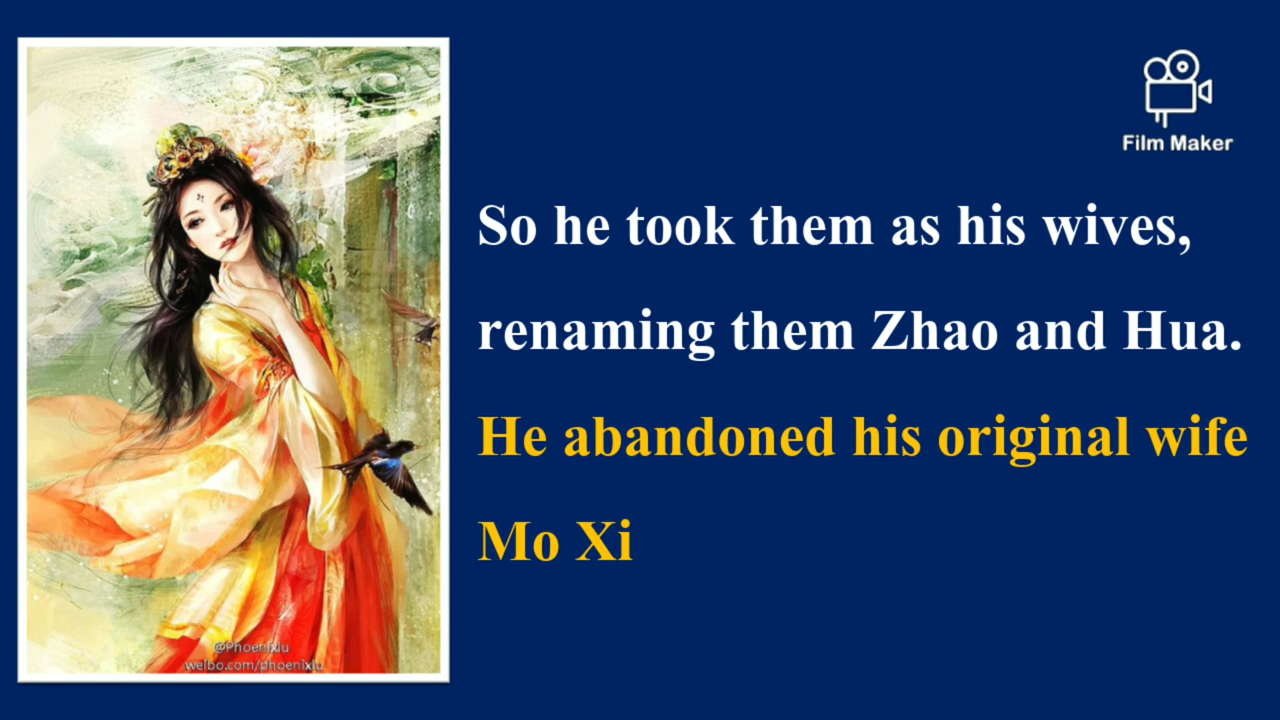 Film Maker
So he took them as his wives,
renaming them Zhao and Hua.
He abandoned his original wife
Mo Xi
@Phoenixlu
weibo.com/phoenixlu